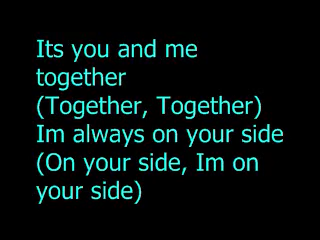 Its you and me
together
(Together, Together)
Im always on your side
(On your side, Im on
your side)